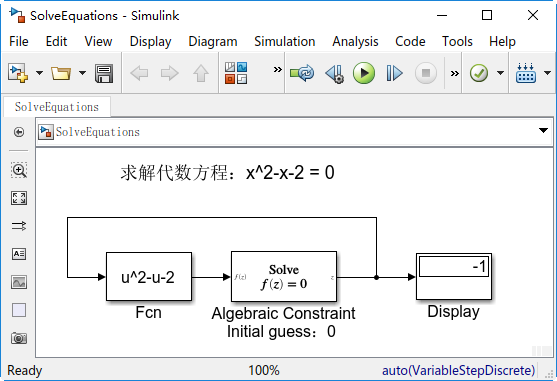 SolveEquations - Simulink
File Edit View Display Diagram Simulation Analysis Code Tools Help
»
»
SolveEquations
SolveEquations
求解代数方程：x^2-x-2 = 0
u^2-u-2
Fcn
f(z) Solve z
f(z) = 0
Algebraic Constraint
Initial guess：0
-1
Display
Ready 100% auto(VariableStepDiscrete)